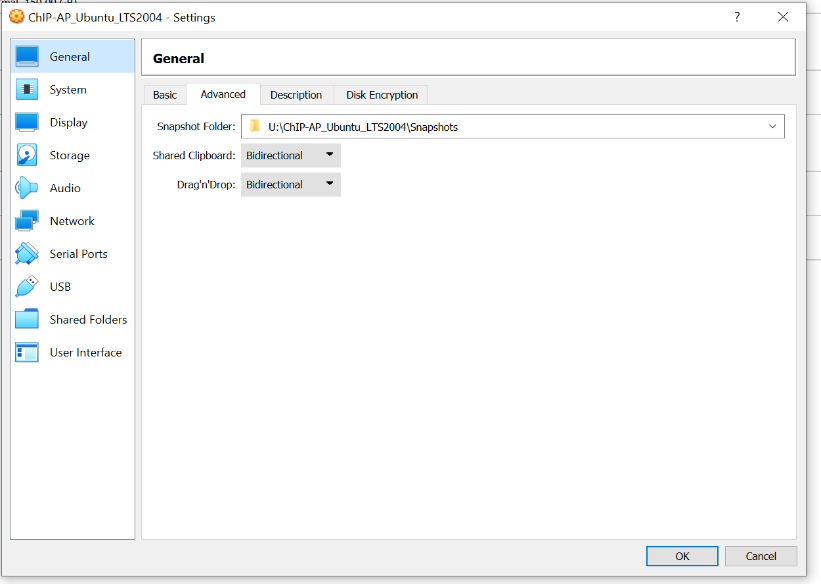 ChIP-AP_Ubuntu_LTS2004 - Settings
?
General
System
Display
Storage
Audio
Network
Serial Ports
USB
Shared Folders
User Interface
General
Basic Advanced Description Disk Encryption
Snapshot Folder: U:\ChIP-AP_Ubuntu_LTS2004\Snapshots
Shared Clipboard: Bidirectional
Drag'n'Drop: Bidirectional
OK Cancel